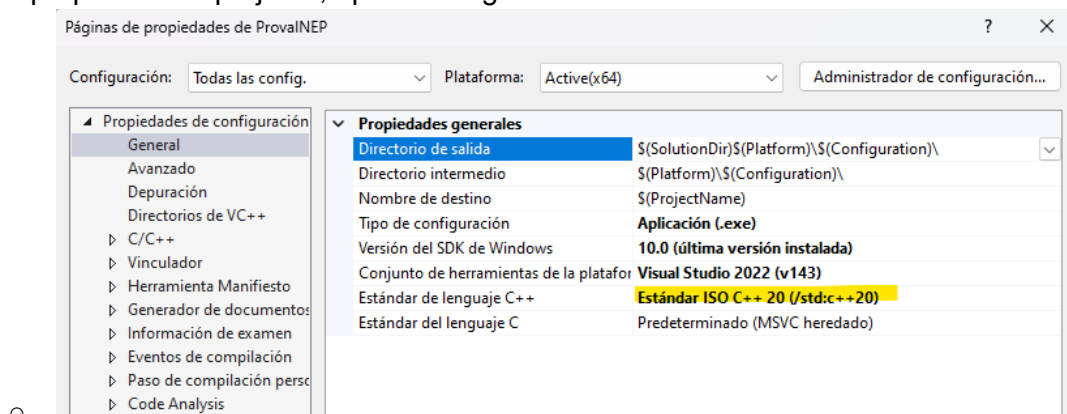 Páginas de propiedades de ProvaINEP ? ×
Configuración: Todas las config. Plataforma: Active(x64) Administrador de configuración...
Propiedades de configuración
General
Avanzado
Depuración
Directorios de VC++
C/C++
Vinculador
Herramienta Manifiesto
Generador de documentos
Información de examen
Eventos de compilación
Paso de compilación perso
Code Analysis
Propiedades generales
Directorio de salida $(SolutionDir)$(Platform)\$(Configuration)\
Directorio intermedio $(Platform)\$(Configuration)\
Nombre de destino $(ProjectName)
Tipo de configuración Aplicación (.exe)
Versión del SDK de Windows 10.0 (última versión instalada)
Conjunto de herramientas de la platafor Visual Studio 2022 (v143)
Estándar de lenguaje C++ Estándar ISO C++ 20 (/std:c++20)
Estándar del lenguaje C Predeterminado (MSVC heredado)